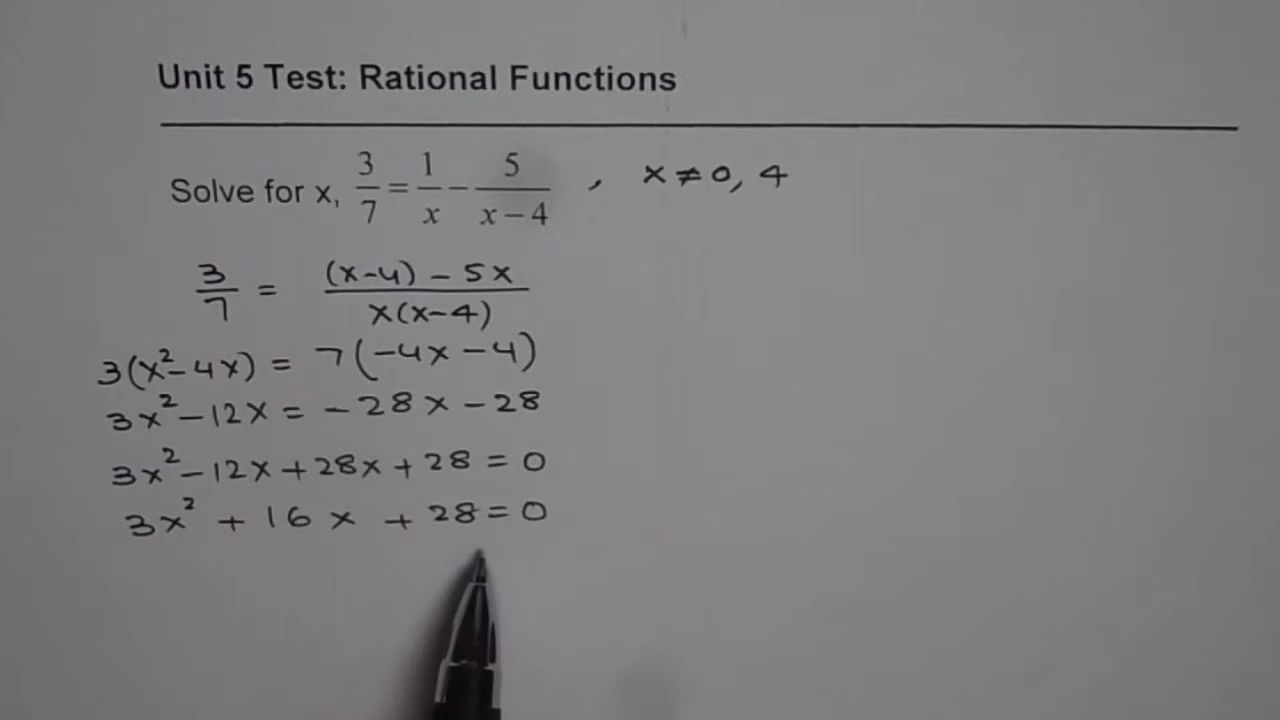 Unit 5 Test: Rational Functions
Solve for x, 3/7 = 1/x − 5/(x − 4) , x ≠ 0, 4
3/7 = ((x-4) - 5x)/(x(x-4))
3(x² - 4x) = 7(-4x - 4)
3x² - 12x = -28x - 28
3x² - 12x + 28x + 28 = 0
3x² + 16x + 28 = 0